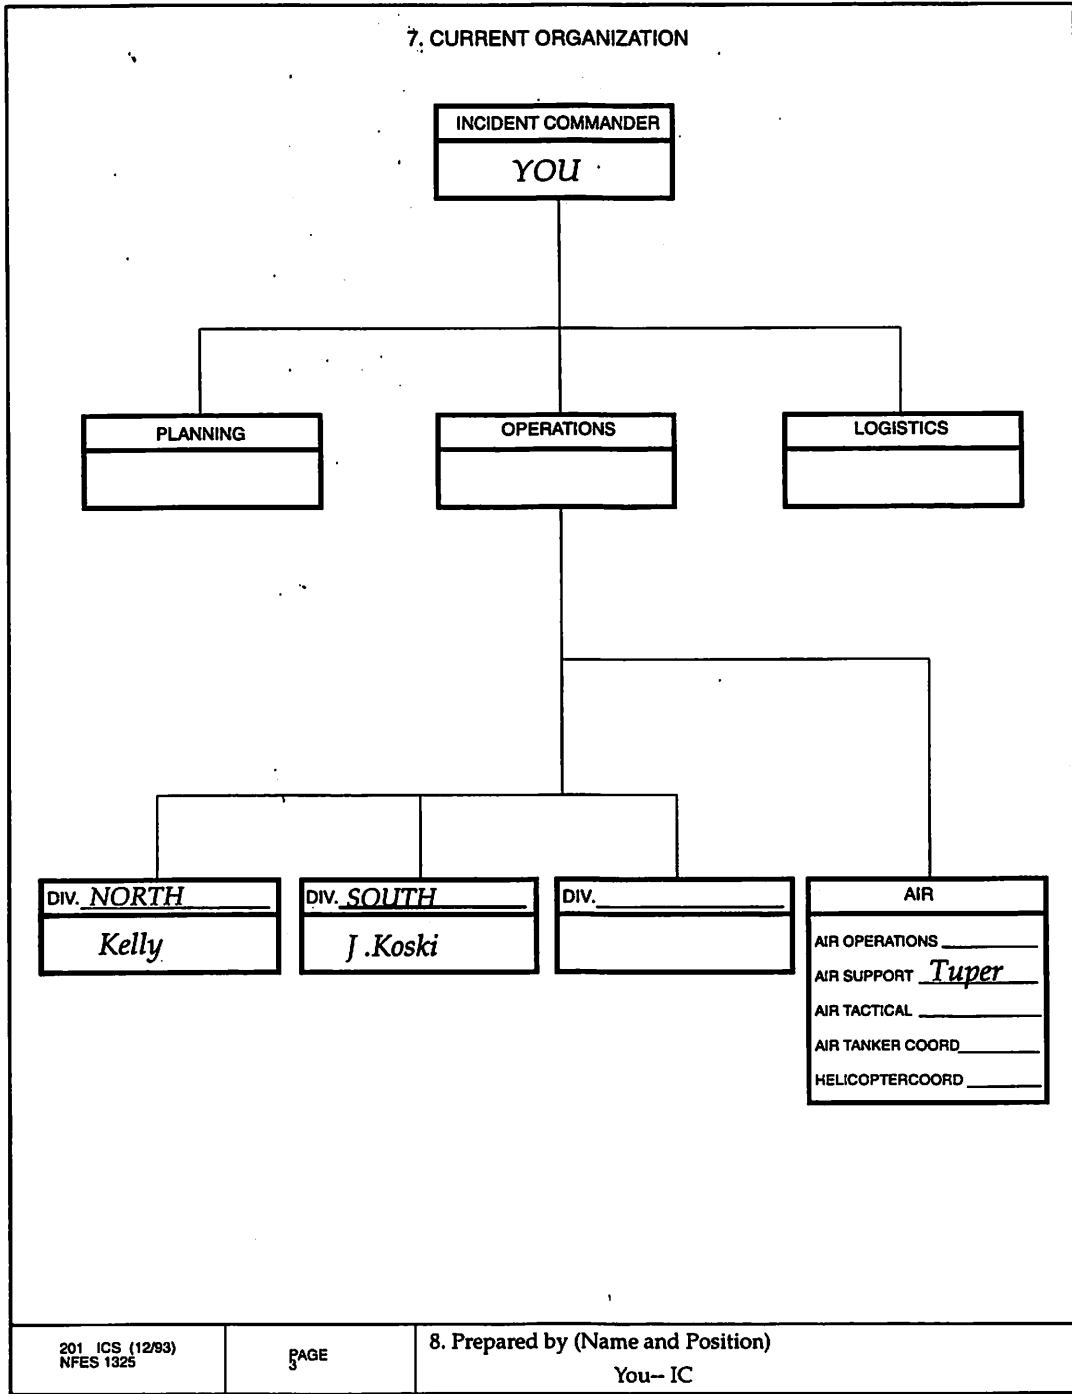 7. CURRENT ORGANIZATION
INCIDENT COMMANDER
YOU
PLANNING
OPERATIONS
LOGISTICS
DIV. NORTH
Kelly
DIV. SOUTH
J .Koski
DIV.
AIR
AIR OPERATIONS
AIR SUPPORT Tuper
AIR TACTICAL
AIR TANKER COORD
HELICOPTERCOORD
201 ICS (12/93)
NFES 1325
PAGE
3
8. Prepared by (Name and Position)
You-- IC